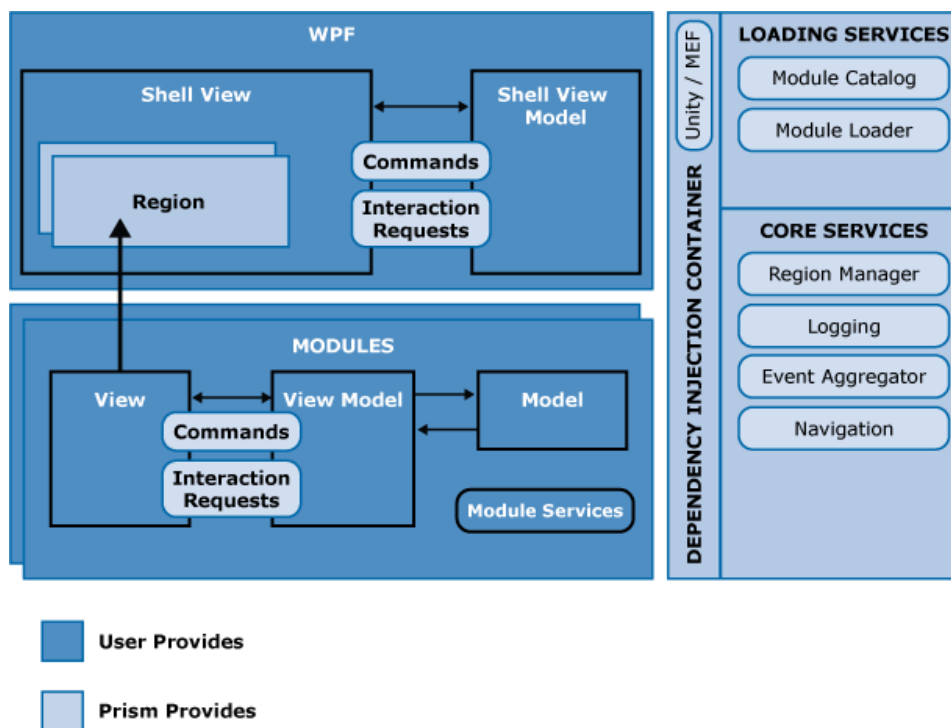 WPF
Shell View
Shell View
Model
Commands
Interaction
Requests
Region
MODULES
View
View Model
Model
Commands
Interaction
Requests
Module Services
Unity / MEF
DEPENDENCY INJECTION CONTAINER
LOADING SERVICES
Module Catalog
Module Loader
CORE SERVICES
Region Manager
Logging
Event Aggregator
Navigation
User Provides
Prism Provides